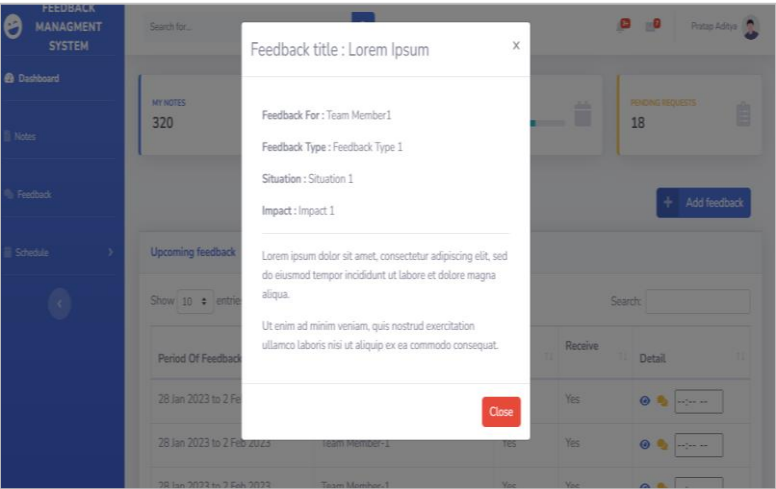 FEEDBACK
MANAGMENT
SYSTEM
Search for...
Pratap Aditya
Dashboard
Notes
Feedback
Schedule
MY NOTES
320
PENDING REQUESTS
18
Add feedback
Feedback title : Lorem Ipsum
X
Feedback For : Team Member1
Feedback Type : Feedback Type 1
Situation : Situation 1
Impact : Impact 1
Lorem ipsum dolor sit amet, consectetur adipiscing elit, sed
do eiusmod tempor incididunt ut labore et dolore magna
aliqua.
Ut enim ad minim veniam, quis nostrud exercitation
ullamco laboris nisi ut aliquip ex ea commodo consequat.
Close
Upcoming feedback
Show 10 entrie
Search:
Period Of Feedback
Receive
Detail
28 Jan 2023 to 2 Fe
Yes
--:-- --
28 Jan 2023 to 2 Feb 2023
Team Member-1
Yes
Yes
--:-- --
28 Jan 2023 to 2 Feb 2023
Team Member-1
Yes
Yes